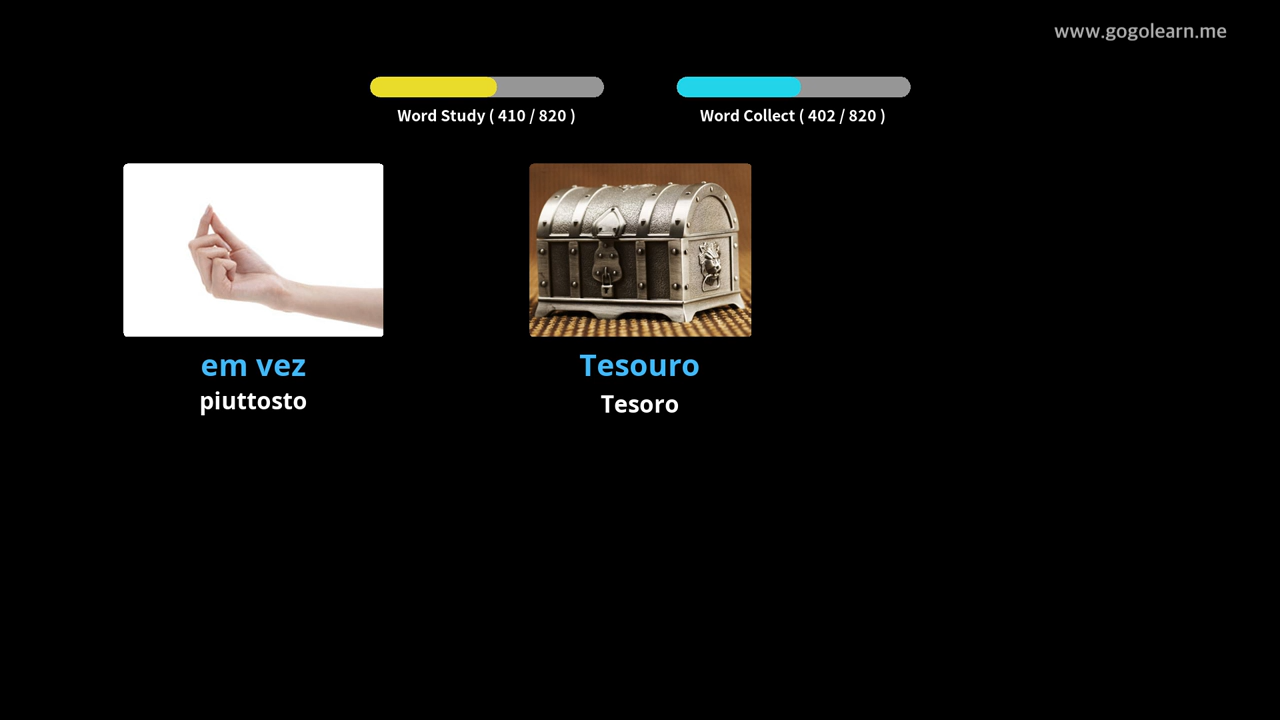 www.gogolearn.me
Word Study ( 410 / 820 )
Word Collect ( 402 / 820 )
em vez
piuttosto
Tesouro
Tesoro